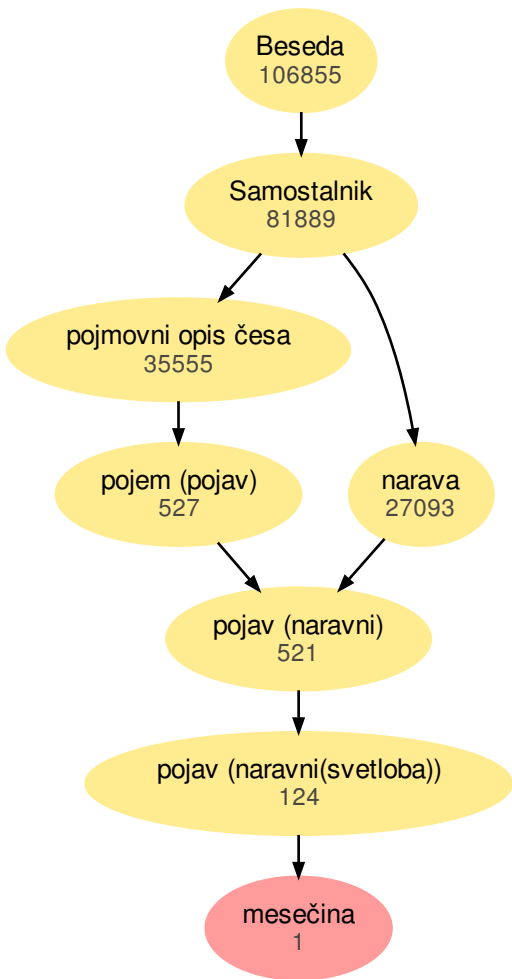 Beseda
106855
Samostalnik
81889
pojmovni opis česa
35555
pojem (pojav)
527
narava
27093
pojav (naravni)
521
pojav (naravni(svetloba))
124
mesečina
1